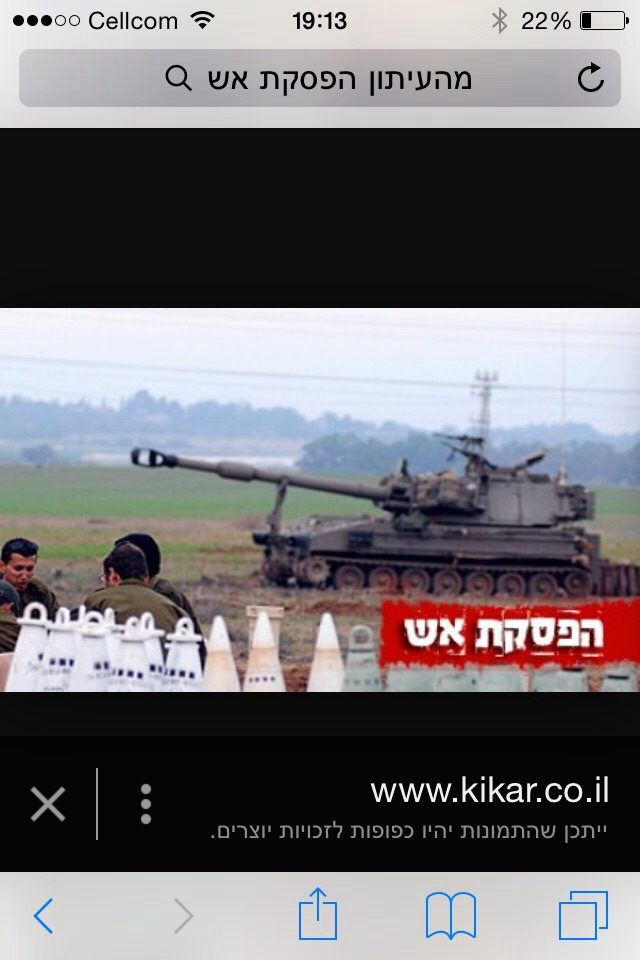 Cellcom 19:13 22%
מהעיתון הפסקת אש
הפסקת אש
www.kikar.co.il
ייתכן שהתמונות יהיו כפופות לזכויות יוצרים.